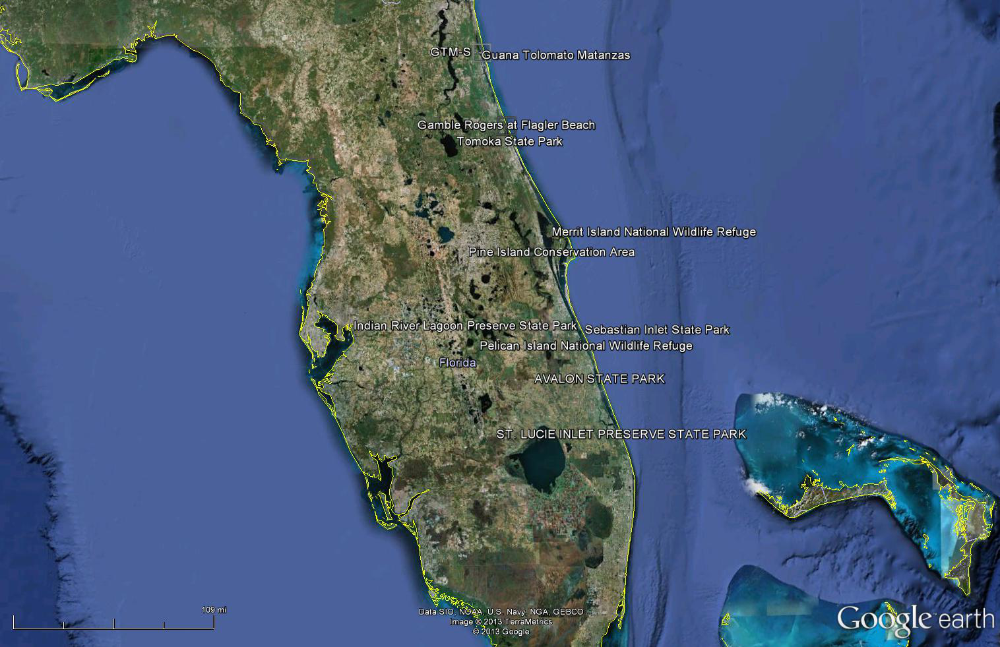 GTM-S
Guana Tolomato Matanzas
Gamble Rogers at Flagler Beach
Tomoka State Park
Merrit Island National Wildlife Refuge
Pine Island Conservation Area
Indian River Lagoon Preserve State Park
Sebastian Inlet State Park
Pelican Island National Wildlife Refuge
Florida
AVALON STATE PARK
ST. LUCIE INLET PRESERVE STATE PARK
109 mi
Data SIO, NOAA, U.S. Navy, NGA, GEBCO
Image © 2013 TerraMetrics
© 2013 Google
Google earth